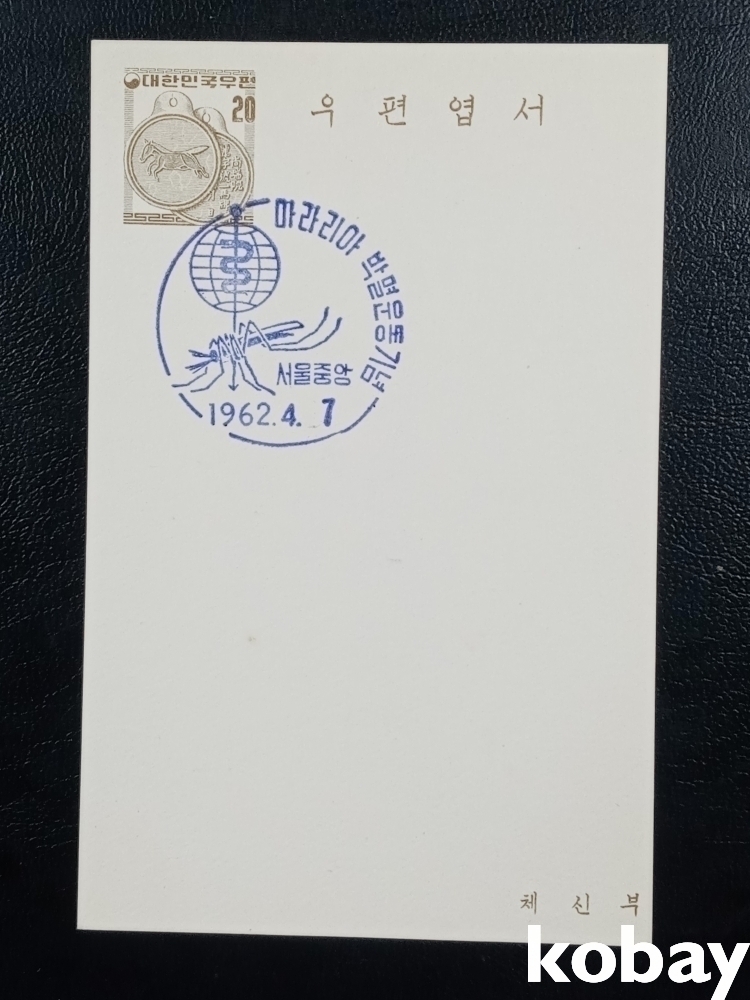 대한민국우편
20
우편엽서
마라리아 박멸운동기념
서울중앙
1962.4.7
체신부
kobay